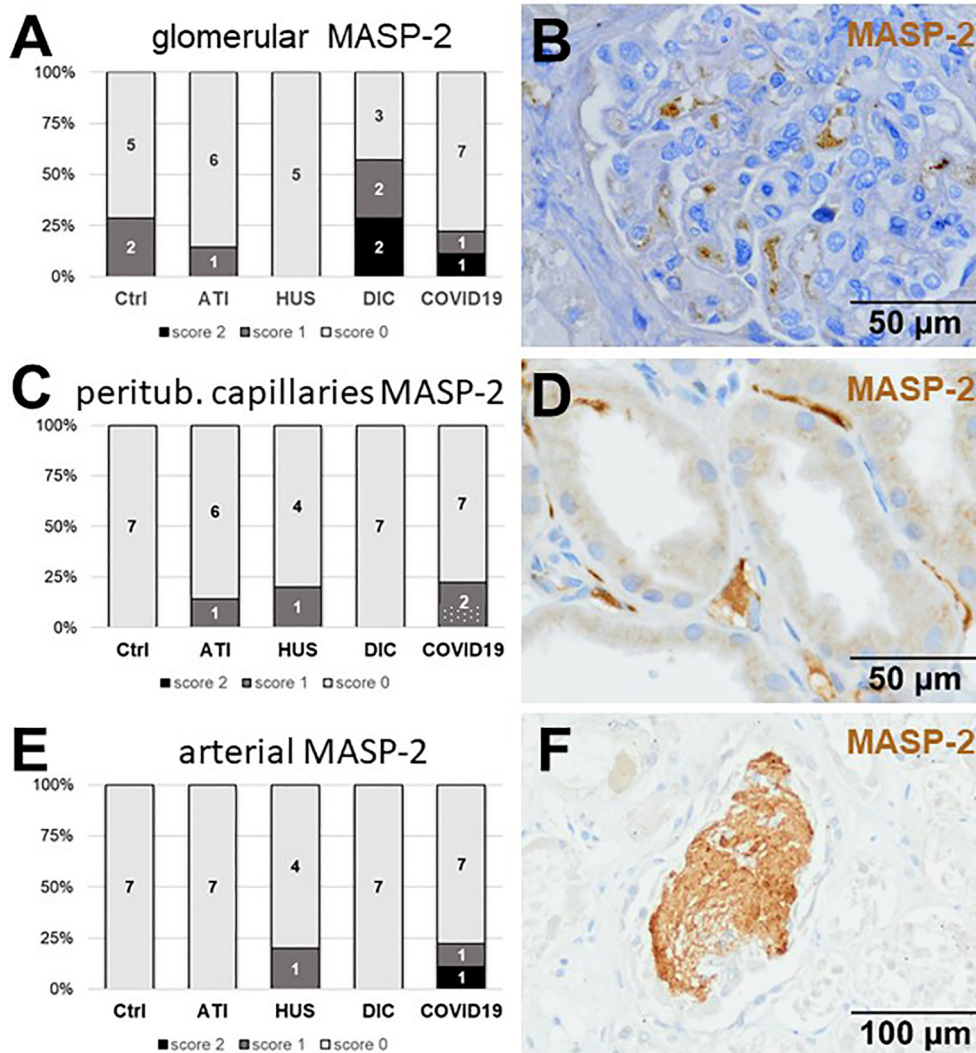 A
glomerular MASP-2
100%
75%
50%
25%
0%
5
2
6
1
5
3
2
2
7
1
1
Ctrl ATI HUS DIC COVID19
score 2 score 1 score 0
B
MASP-2
50 µm
C
peritub. capillaries MASP-2
100%
75%
50%
25%
0%
7
6
1
4
1
7
7
2
Ctrl ATI HUS DIC COVID19
score 2 score 1 score 0
D
MASP-2
50 µm
E
arterial MASP-2
100%
75%
50%
25%
0%
7
7
4
1
7
7
1
1
Ctrl ATI HUS DIC COVID19
score 2 score 1 score 0
F
MASP-2
100 µm